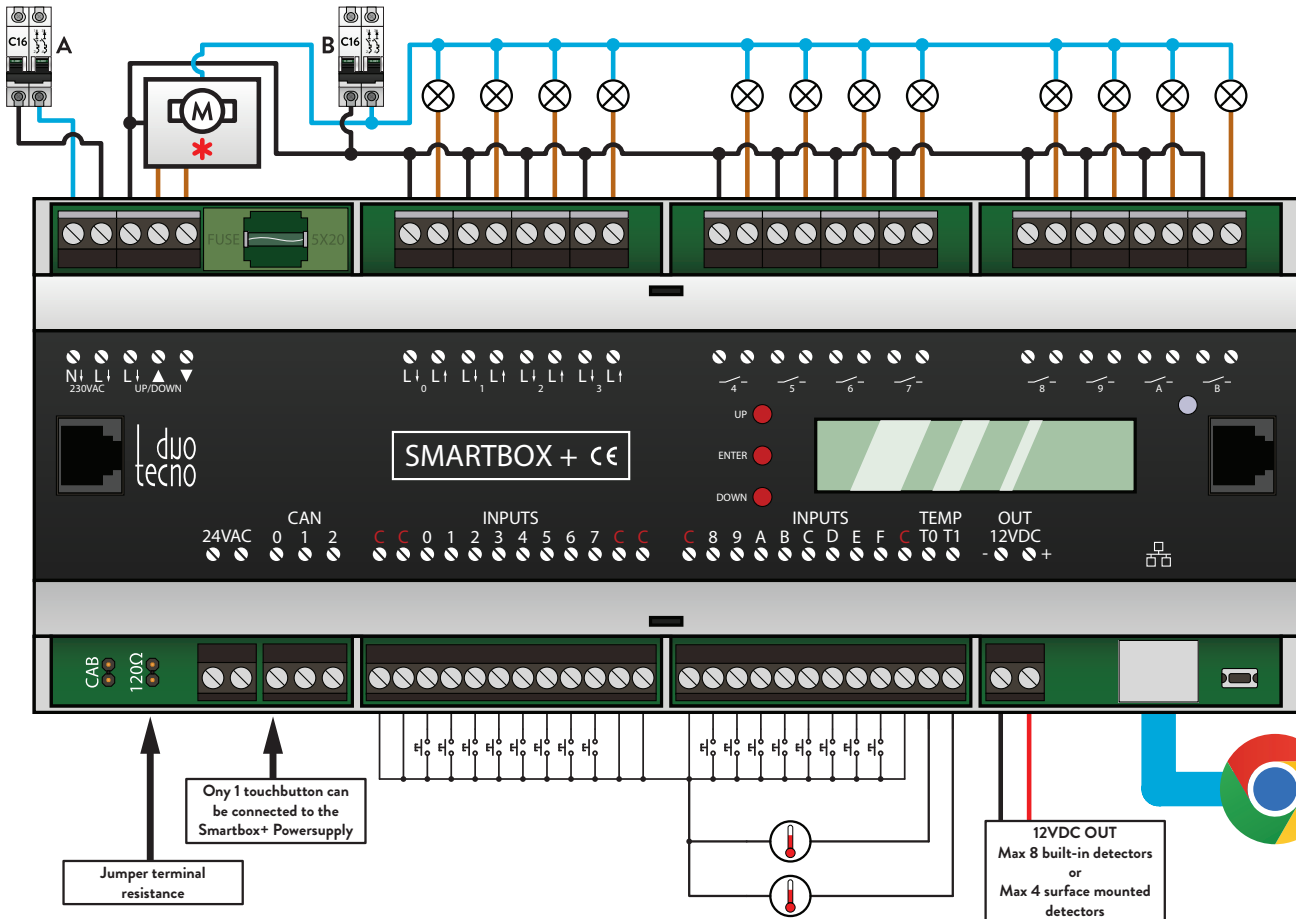 C16 A
B C16
M
*
FUSE 5X20
N↓ L↓ L↓ ▲ ▼
230VAC UP/DOWN
L↓ L↑ L↓ L↑ L↓ L↑ L↓ L↑
0 1 2 3
4 5 6 7
8 9 A B
UP
ENTER
DOWN
duo
tecno
SMARTBOX + CE
24VAC
CAN
0 1 2
INPUTS
C C 0 1 2 3 4 5 6 7 C C
INPUTS
C 8 9 A B C D E F C
TEMP
T0 T1
OUT
12VDC
- +
CAB
120Ω
Ony 1 touchbutton can
be connected to the
Smartbox+ Powersupply
Jumper terminal
resistance
12VDC OUT
Max 8 built-in detectors
or
Max 4 surface mounted
detectors